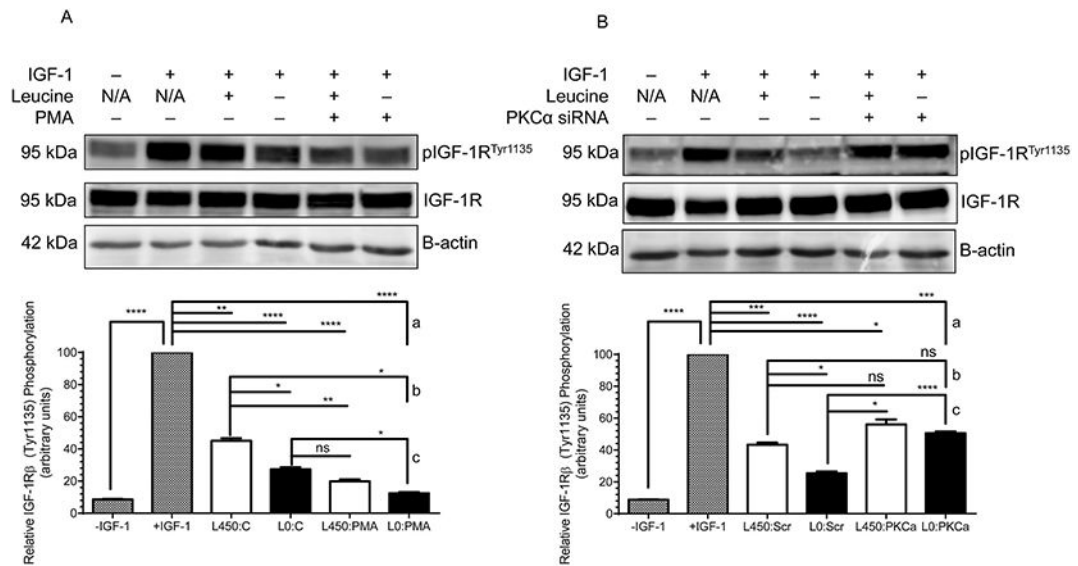 A
IGF-1 – + + + + +
Leucine N/A N/A + – + –
PMA – – – – + +
95 kDa pIGF-1RTyr1135
95 kDa IGF-1R
42 kDa B-actin
Relative IGF-1Rβ (Tyr1135) Phosphorylation
(arbitrary units)
100
80
60
40
20
0
****
****
**
****
****
a
*
*
**
b
*
ns
c
-IGF-1 +IGF-1 L450:C L0:C L450:PMA L0:PMA
B
IGF-1 – + + + + +
Leucine N/A N/A + – + –
PKCα siRNA – – – – + +
95 kDa pIGF-1RTyr1135
95 kDa IGF-1R
42 kDa B-actin
Relative IGF-1Rβ (Tyr1135) Phosphorylation
(arbitrary units)
100
80
60
40
20
0
****
***
***
****
*
a
ns
*
ns
b
****
*
c
-IGF-1 +IGF-1 L450:Scr L0:Scr L450:PKCa L0:PKCa